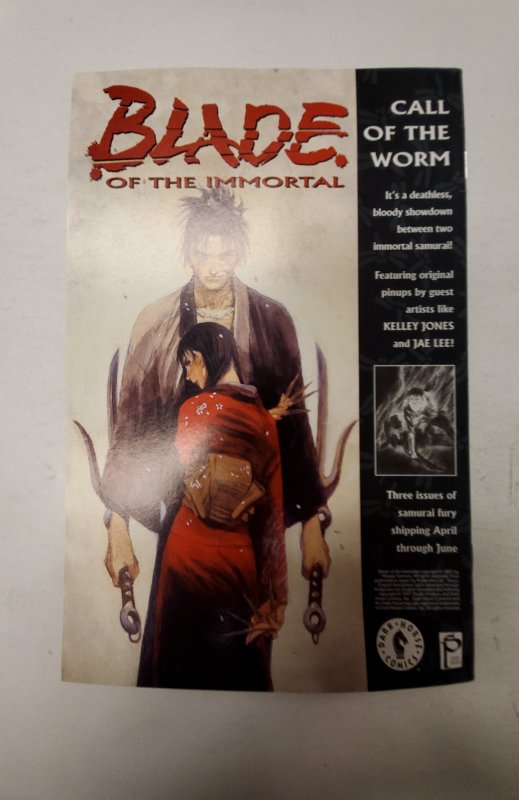 BLADE
OF THE IMMORTAL
CALL
OF THE
WORM
It's a deathless,
bloody showdown
between two
immortal samurai!
Featuring original
pinups by guest
artists like
KELLEY JONES
and JAE LEE!
Three issues of
samurai fury
shipping April
through June
DARK HORSE
COMICS